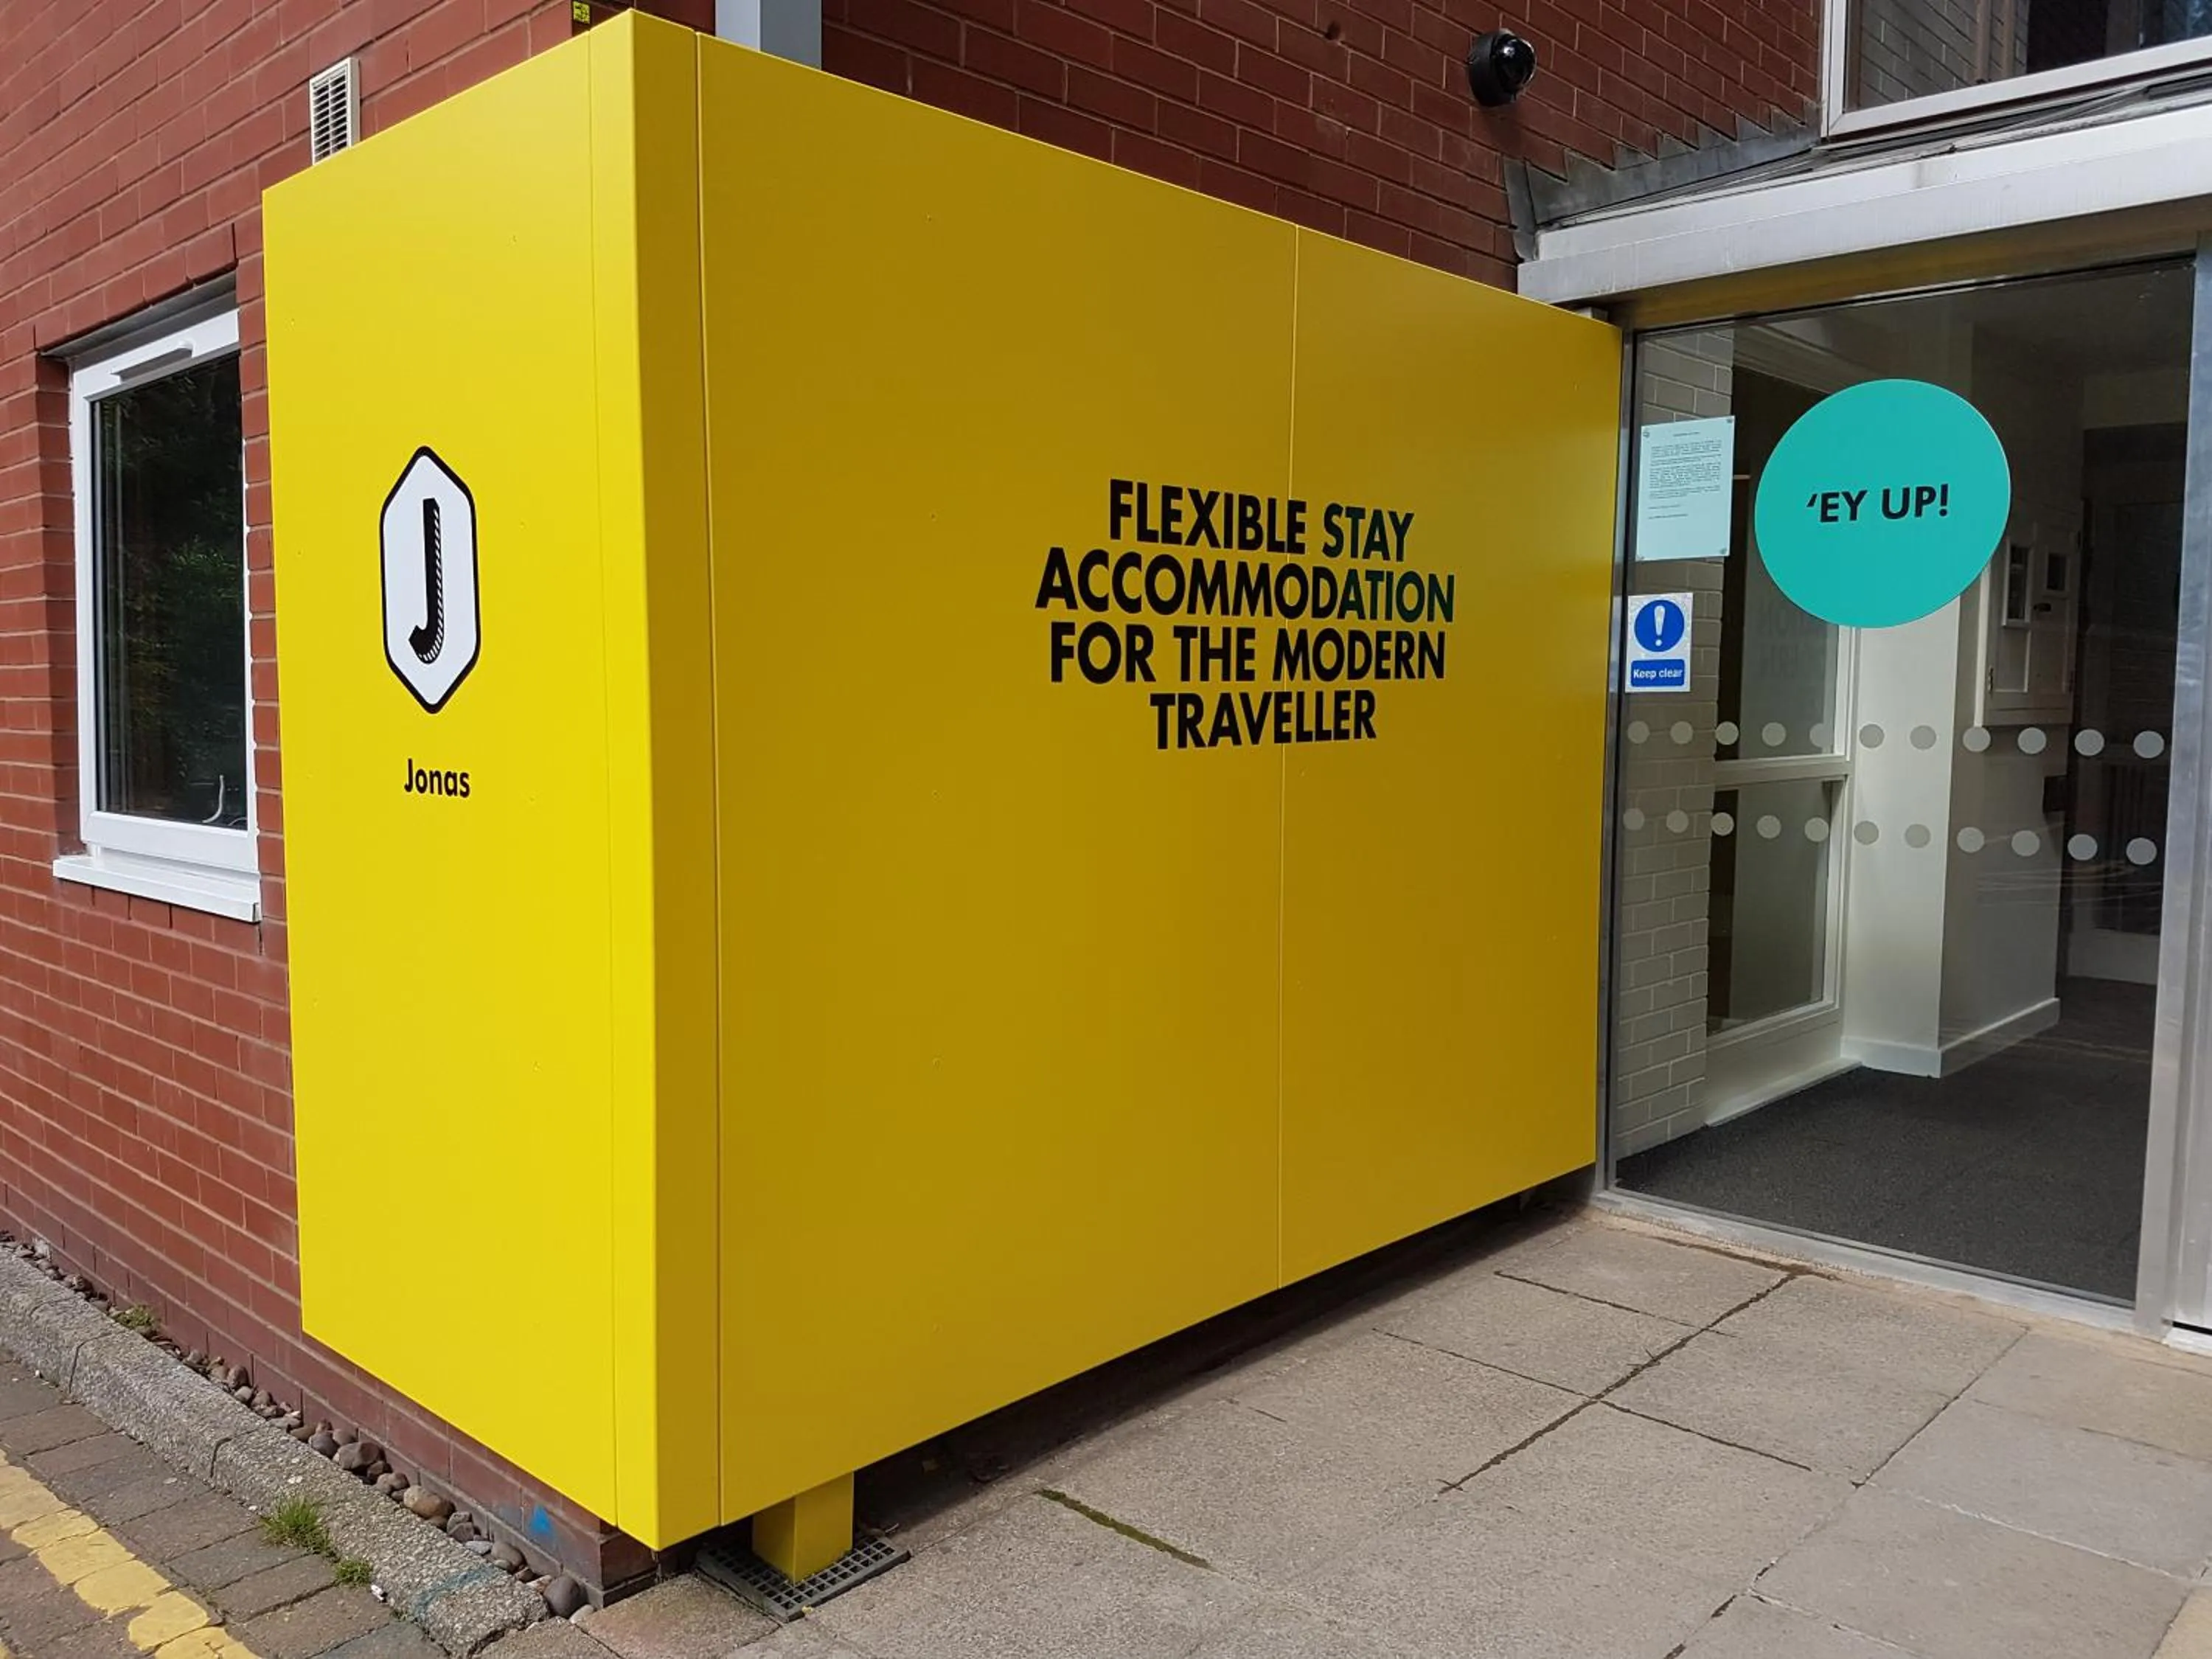 J
Jonas
FLEXIBLE STAY
ACCOMMODATION
FOR THE MODERN
TRAVELLER
'EY UP!
Keep clear